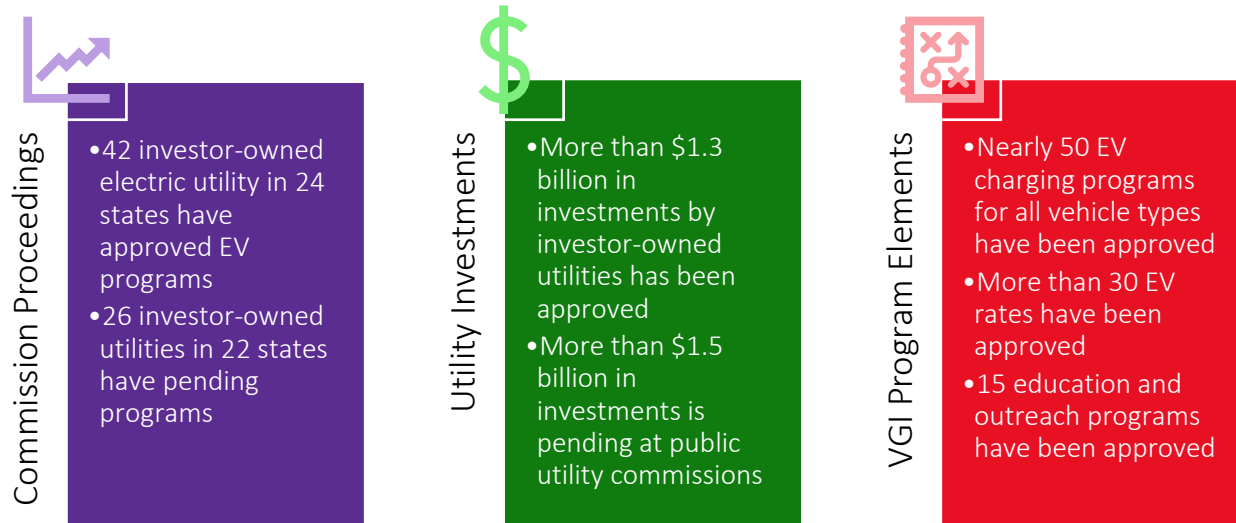 Commission Proceedings
•42 investor-owned
electric utility in 24
states have
approved EV
programs
•26 investor-owned
utilities in 22 states
have pending
programs
Utility Investments
•More than $1.3
billion in
investments by
investor-owned
utilities has been
approved
•More than $1.5
billion in
investments is
pending at public
utility commissions
VGI Program Elements
•Nearly 50 EV
charging programs
for all vehicle types
have been approved
•More than 30 EV
rates have been
approved
•15 education and
outreach programs
have been approved